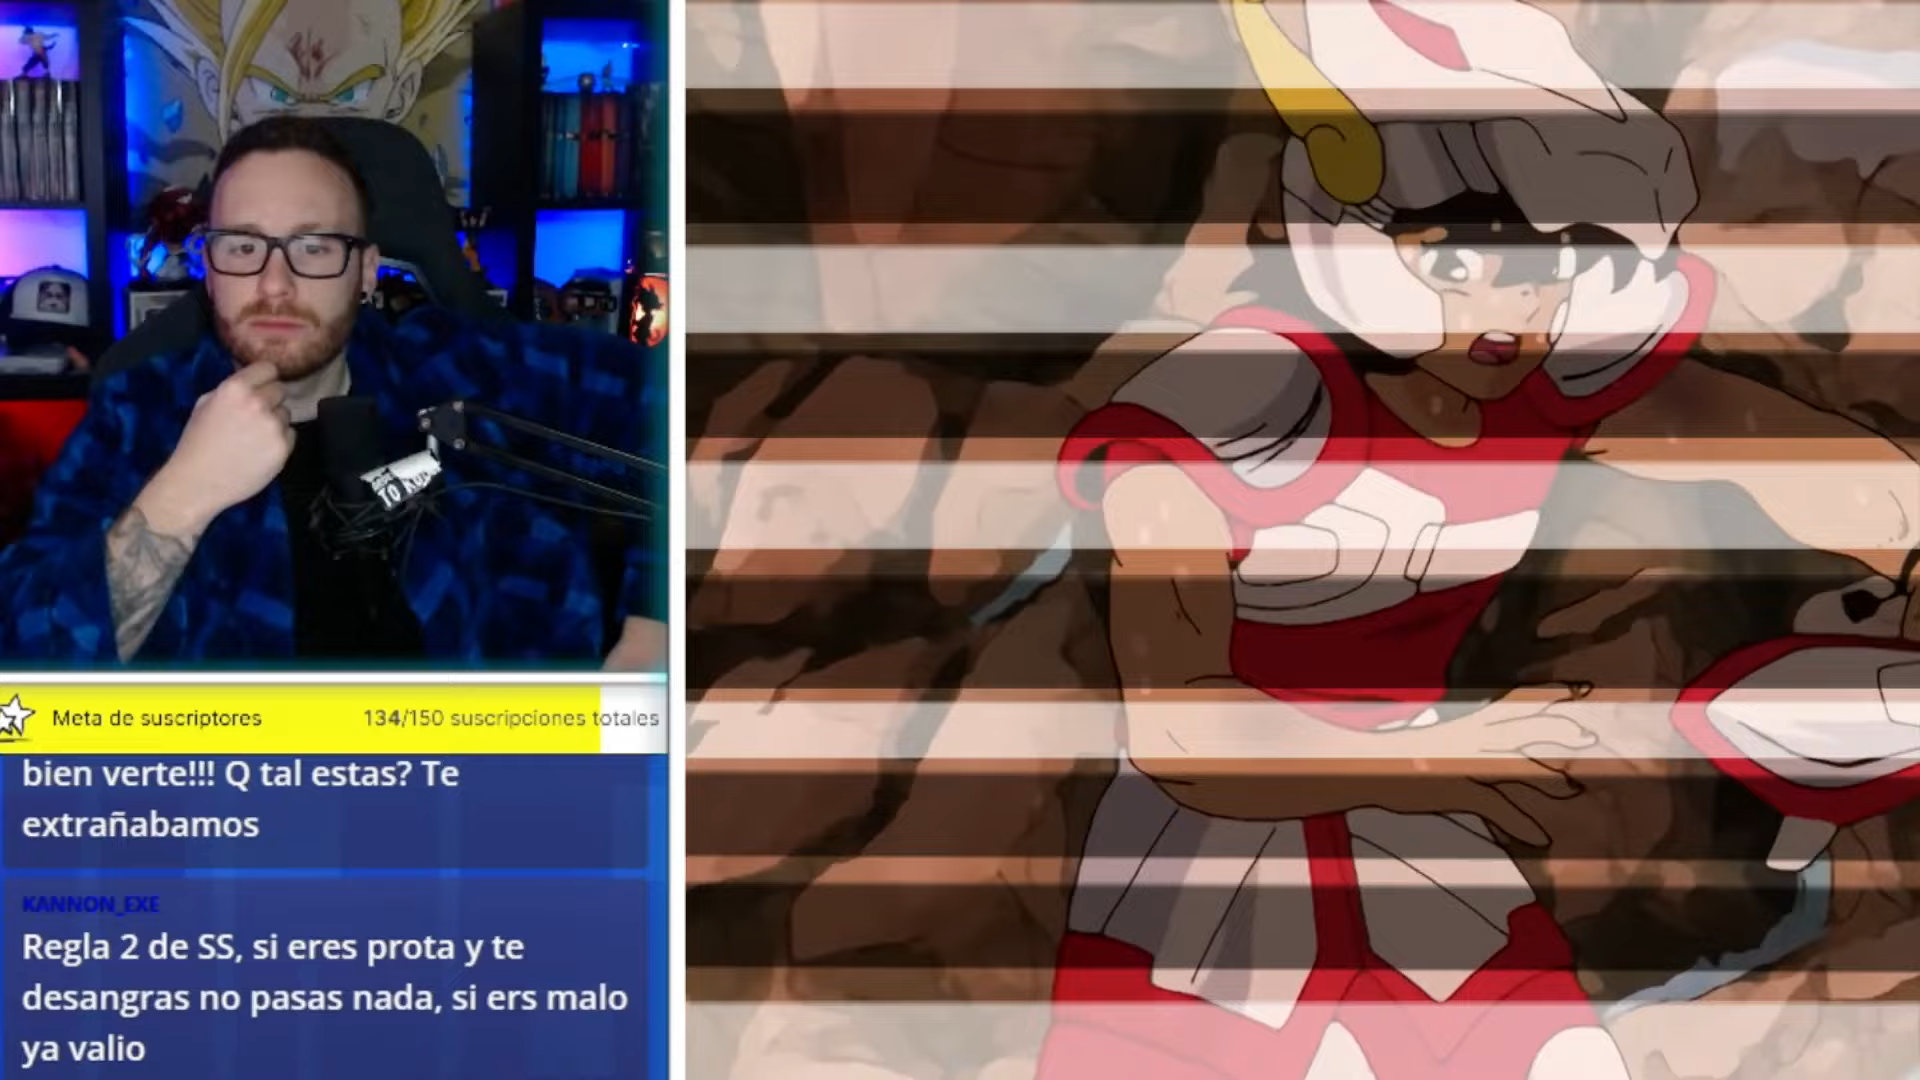 Meta de suscriptores 134/150 suscripciones totales
bien verte!!! Q tal estas? Te
extrañabamos
KANNON_EXE
Regla 2 de SS, si eres prota y te
desangras no pasas nada, si ers malo
ya valio